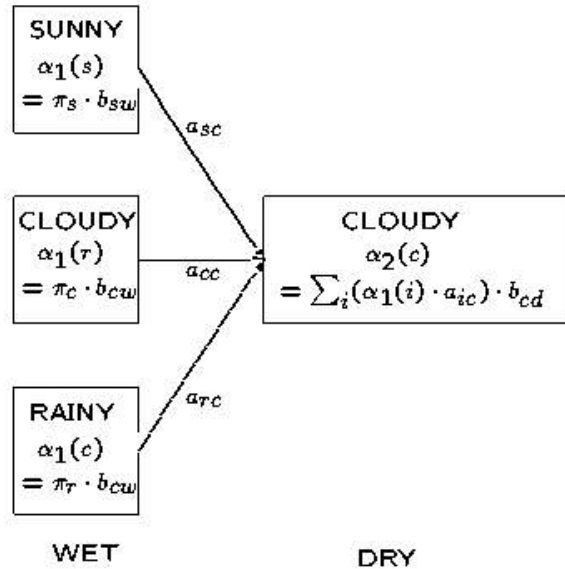 SUNNY
α1(s)
= πs · bsw
asc
CLOUDY
α1(r)
= πc · bcw
acc
CLOUDY
α2(c)
= ∑i(α1(i) · aic) · bcd
RAINY
α1(c)
= πr · bcw
arc
WET
DRY